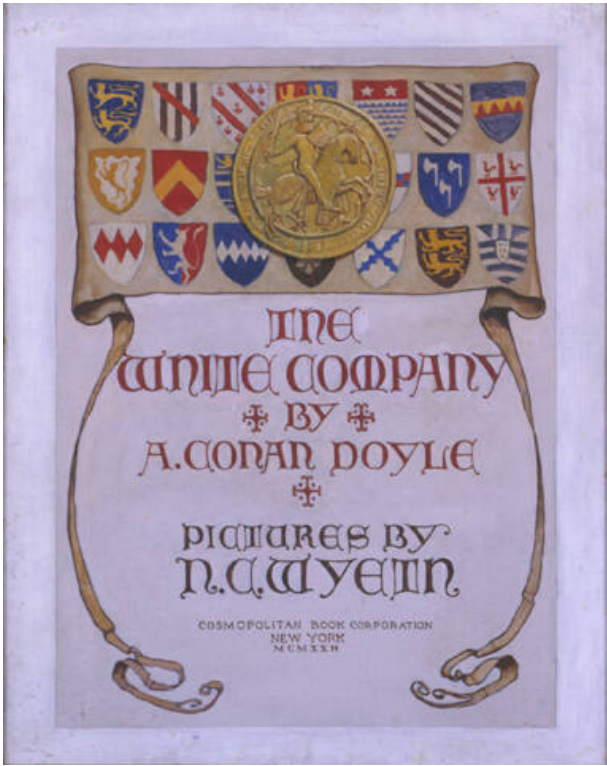 THE
WHITE COMPANY
BY
A. CONAN DOYLE
PICTURES BY
N.C. WYETH
COSMOPOLITAN BOOK CORPORATION
NEW YORK
MCMXXII